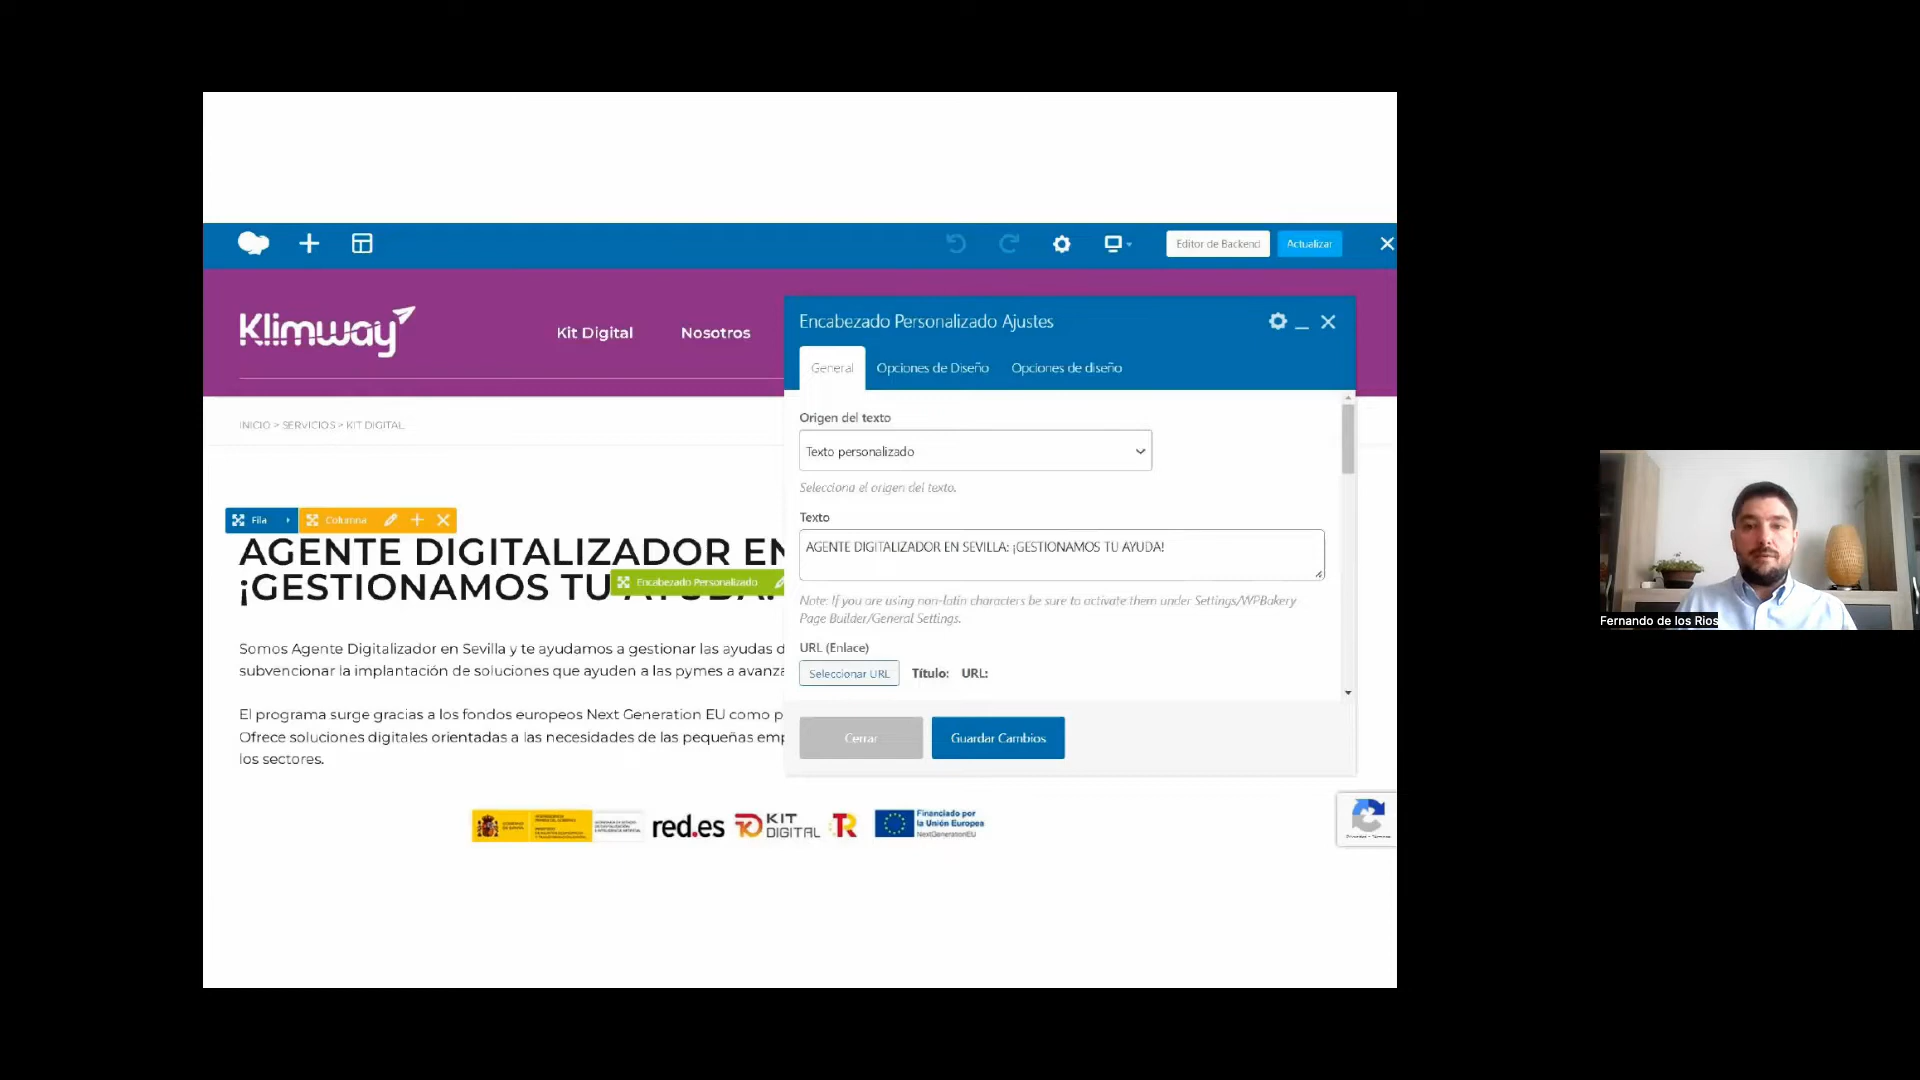 Editor de Backend
Actualizar
Klimway
Kit Digital
Nosotros
Encabezado Personalizado Ajustes
General
Opciones de Diseño
Opciones de diseño
INICIO > SERVICIOS > KIT DIGITAL
Origen del texto
Texto personalizado
Selecciona el origen del texto.
Texto
AGENTE DIGITALIZADOR EN SEVILLA: ¡GESTIONAMOS TU AYUDA!
Note: If you are using non-latin characters be sure to activate them under Settings/WPBakery
Page Builder/General Settings.
URL (Enlace)
Seleccionar URL
Título:
URL:
Cerrar
Guardar Cambios
Fila
Columna
AGENTE DIGITALIZADOR EN
¡GESTIONAMOS TU AYUDA!
Encabezado Personalizado
Somos Agente Digitalizador en Sevilla y te ayudamos a gestionar las ayudas d
subvencionar la implantación de soluciones que ayuden a las pymes a avanza
El programa surge gracias a los fondos europeos Next Generation EU como p
Ofrece soluciones digitales orientadas a las necesidades de las pequeñas emp
los sectores.
red.es
KIT
DIGITAL
Financiado por
la Unión Europea
NextGenerationEU
Fernando de los Rios